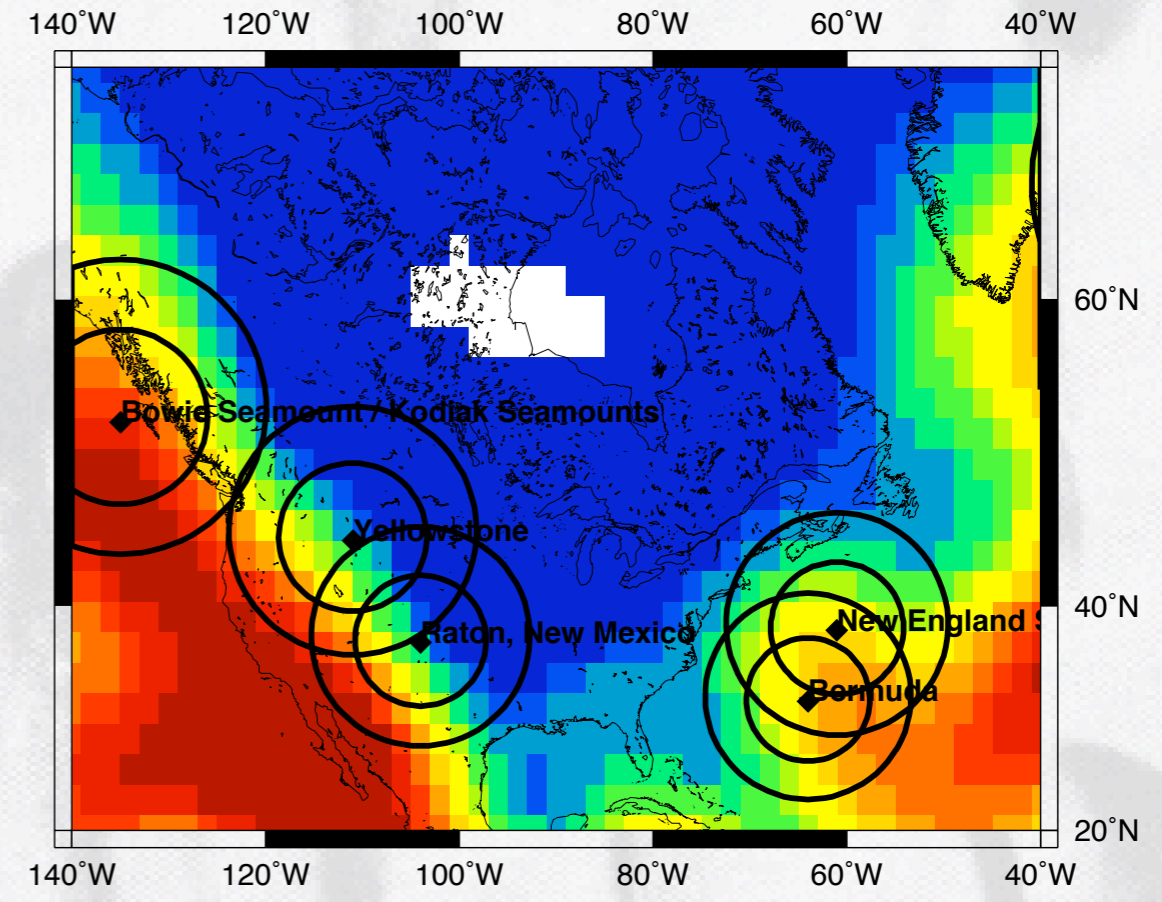 140°W 120°W 100°W 80°W 60°W 40°W
60°N
Bowie Seamount / Kodiak Seamounts
Yellowstone
40°N
New England S
Raton, New Mexico
Bermuda
20°N
140°W 120°W 100°W 80°W 60°W 40°W